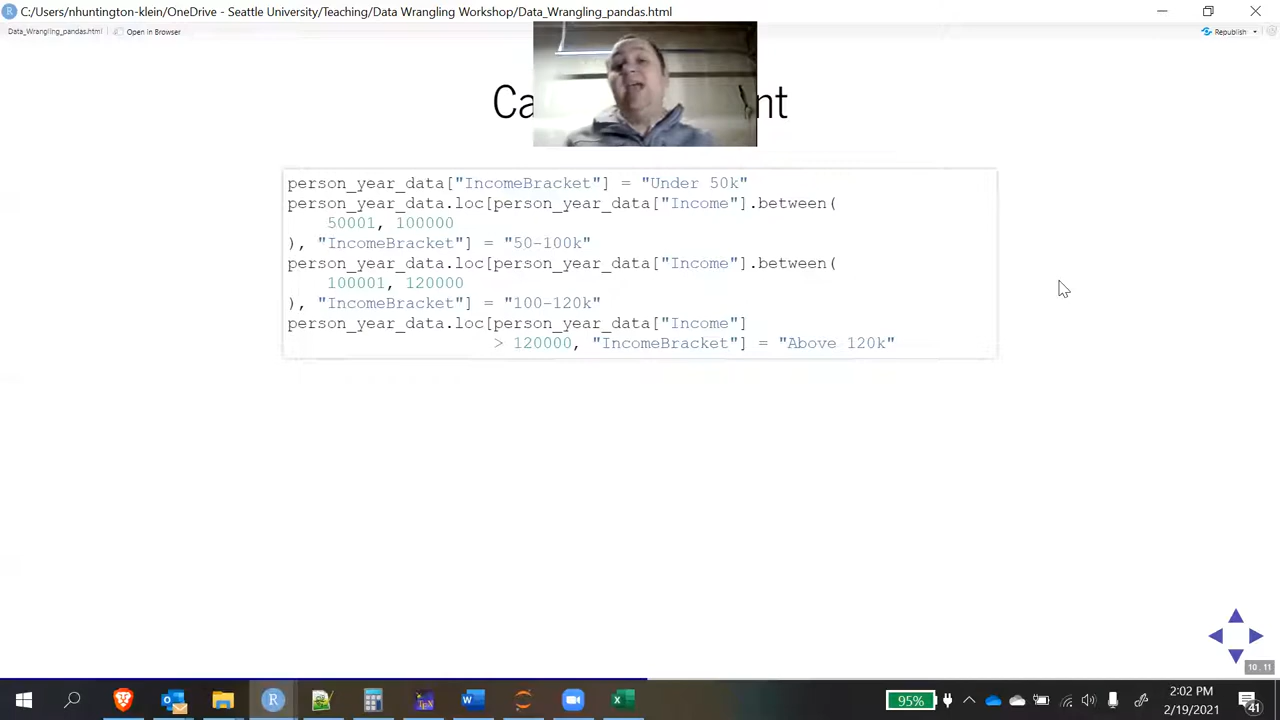 C:/Users/nhuntington-klein/OneDrive - Seattle University/Teaching/Data Wrangling Workshop/Data_Wrangling_pandas.html
Data_Wrangling_pandas.html Open in Browser Republish
Ca nt
person_year_data["IncomeBracket"] = "Under 50k"
person_year_data.loc[person_year_data["Income"].between(
50001, 100000
), "IncomeBracket"] = "50-100k"
person_year_data.loc[person_year_data["Income"].between(
100001, 120000
), "IncomeBracket"] = "100-120k"
person_year_data.loc[person_year_data["Income"]
> 120000, "IncomeBracket"] = "Above 120k"
10.11
95%
2:02 PM
2/19/2021
41